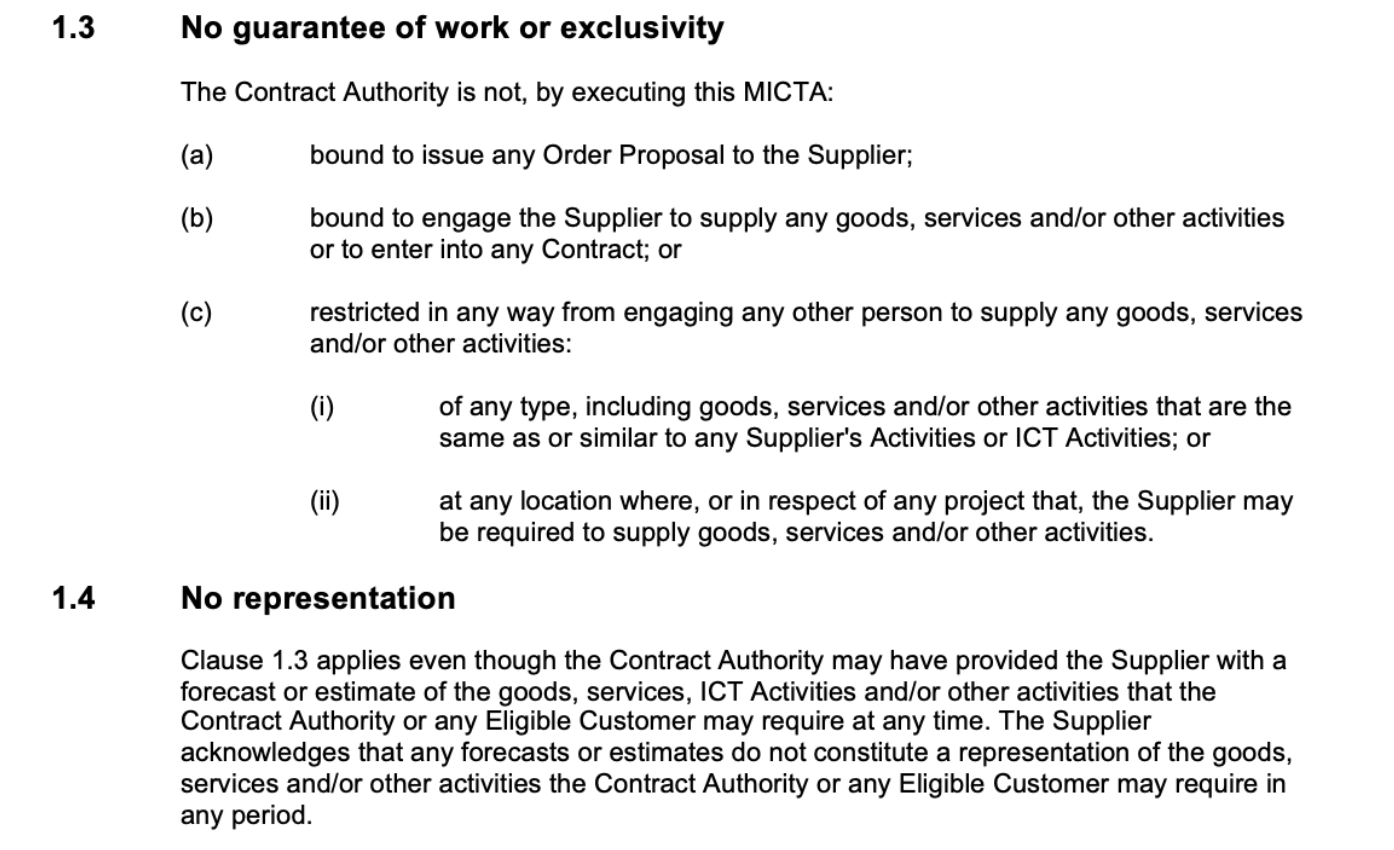 1.3 No guarantee of work or exclusivity
The Contract Authority is not, by executing this MICTA:
(a) bound to issue any Order Proposal to the Supplier;
(b) bound to engage the Supplier to supply any goods, services and/or other activities
or to enter into any Contract; or
(c) restricted in any way from engaging any other person to supply any goods, services
and/or other activities:
(i) of any type, including goods, services and/or other activities that are the
same as or similar to any Supplier's Activities or ICT Activities; or
(ii) at any location where, or in respect of any project that, the Supplier may
be required to supply goods, services and/or other activities.
1.4 No representation
Clause 1.3 applies even though the Contract Authority may have provided the Supplier with a
forecast or estimate of the goods, services, ICT Activities and/or other activities that the
Contract Authority or any Eligible Customer may require at any time. The Supplier
acknowledges that any forecasts or estimates do not constitute a representation of the goods,
services and/or other activities the Contract Authority or any Eligible Customer may require in
any period.